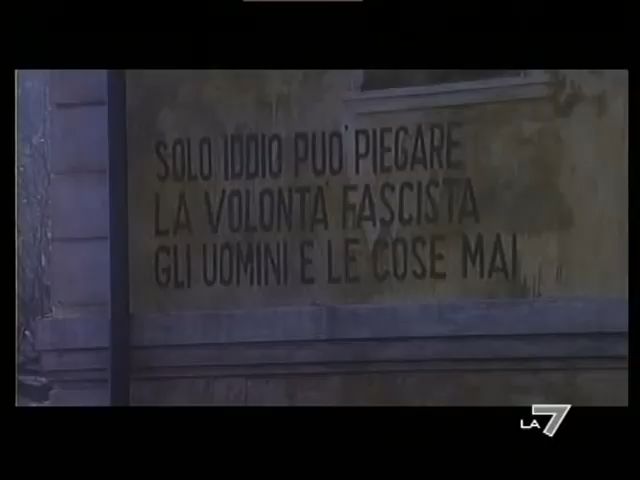 SOLO IDDIO PUO' PIEGARE
LA VOLONTA' FASCISTA
GLI UOMINI E LE COSE MAI
LA7